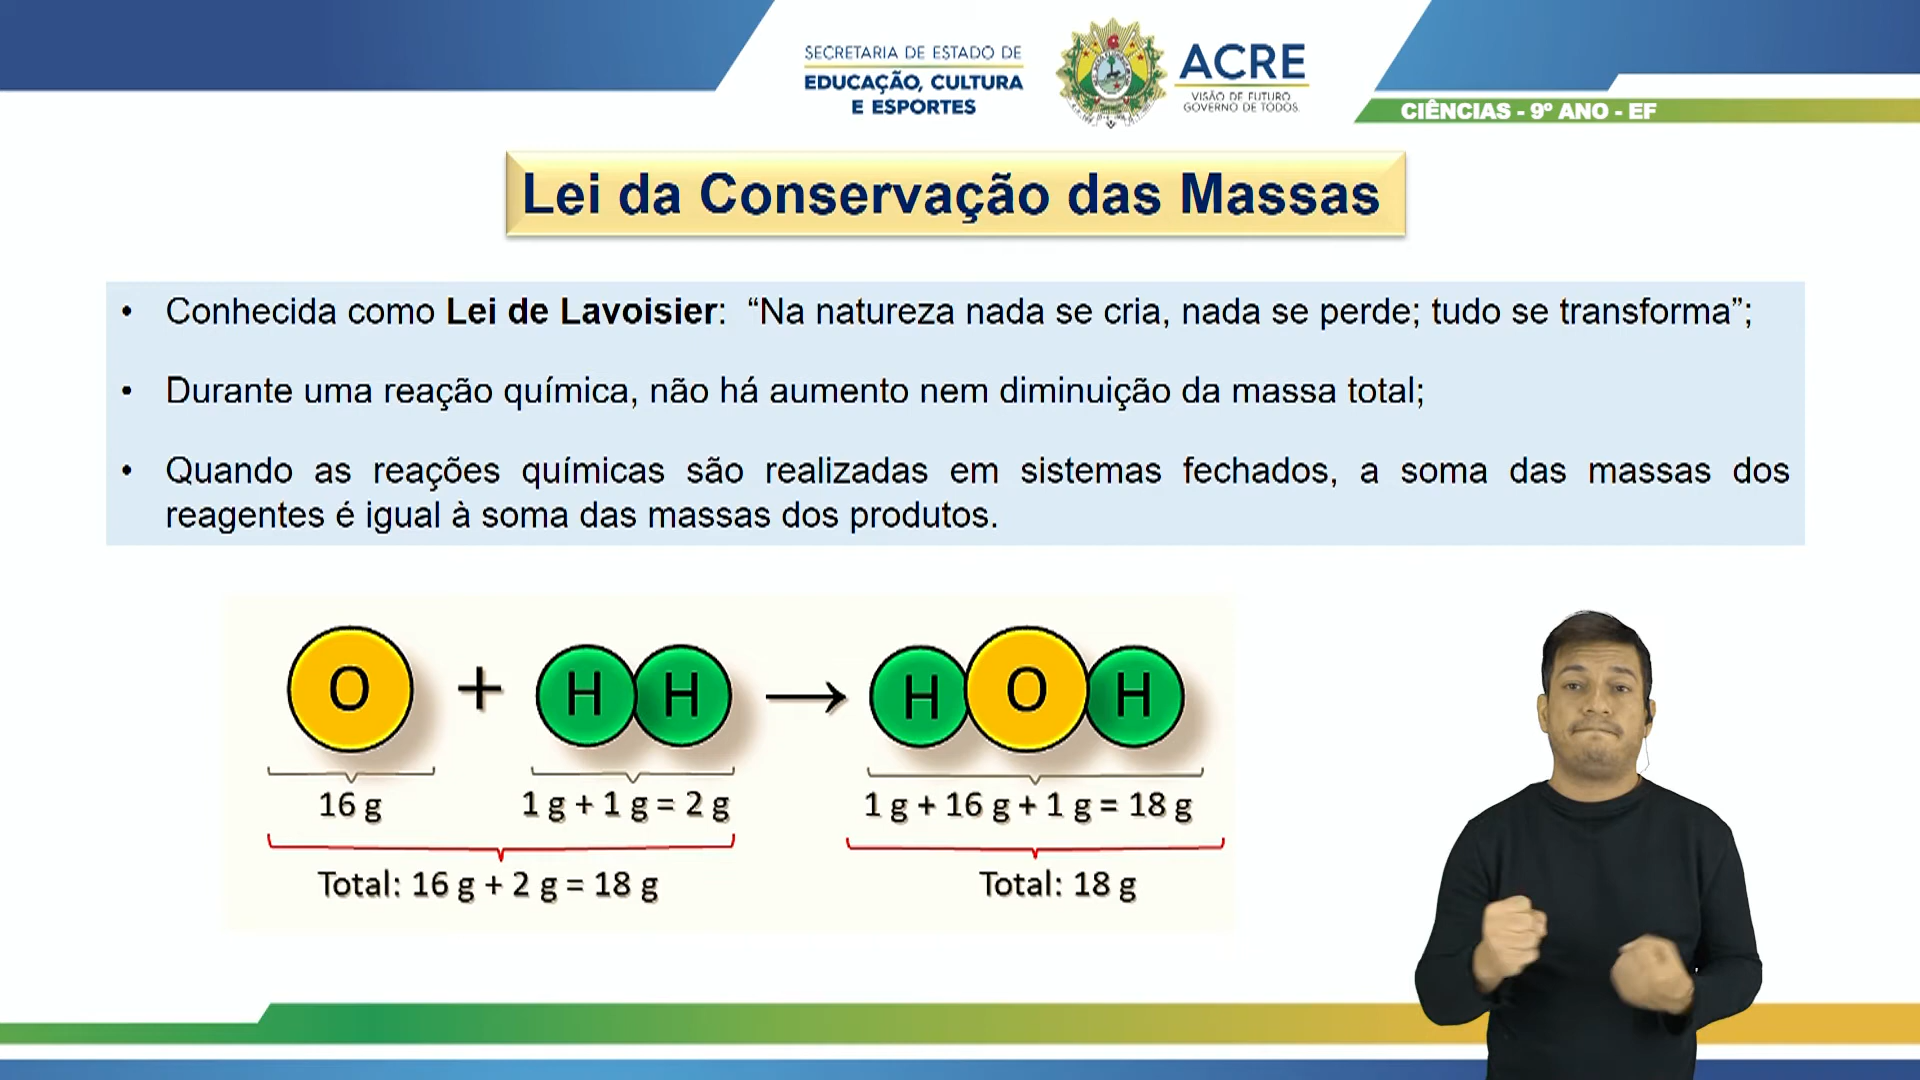 SECRETARIA DE ESTADO DE
EDUCAÇÃO, CULTURA
E ESPORTES
ACRE
VISÃO DE FUTURO
GOVERNO DE TODOS
CIÊNCIAS - 9º ANO - EF
Lei da Conservação das Massas
• Conhecida como Lei de Lavoisier: “Na natureza nada se cria, nada se perde; tudo se transforma”;
• Durante uma reação química, não há aumento nem diminuição da massa total;
• Quando as reações químicas são realizadas em sistemas fechados, a soma das massas dos
reagentes é igual à soma das massas dos produtos.
O + H H → H O H
16 g 1 g + 1 g = 2 g 1 g + 16 g + 1 g = 18 g
Total: 16 g + 2 g = 18 g Total: 18 g